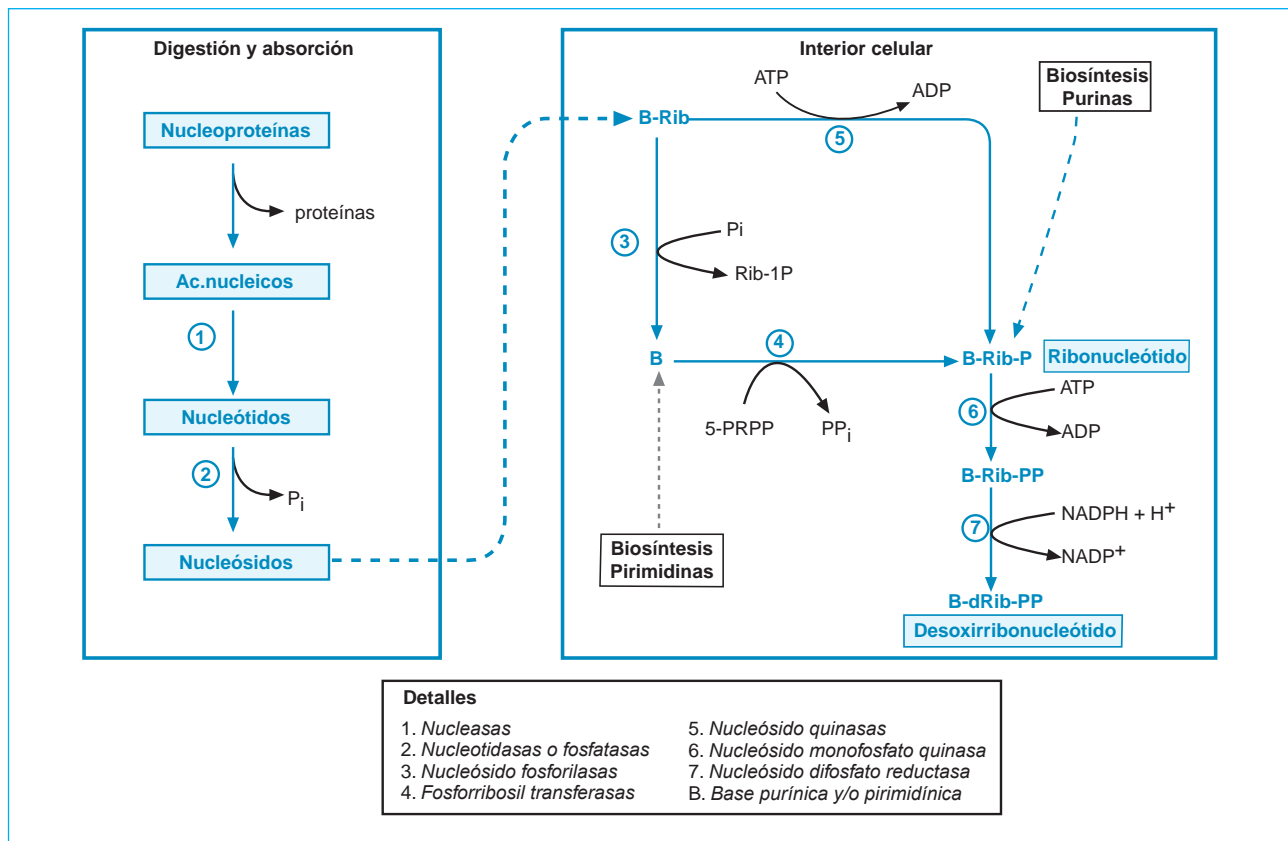 Digestión y absorción
Nucleoproteínas
proteínas
Ac.nucleicos
1
Nucleótidos
2
Pi
Nucleósidos
Interior celular
ATP
ADP
Biosíntesis
Purinas
B-Rib
5
3
Pi
Rib-1P
B
4
B-Rib-P
Ribonucleótido
5-PRPP
PPi
6
ATP
ADP
B-Rib-PP
7
NADPH + H+
NADP+
Biosíntesis
Pirimidinas
B-dRib-PP
Desoxirribonucleótido
Detalles
1. Nucleasas
2. Nucleotidasas o fosfatasas
3. Nucleósido fosforilasas
4. Fosforribosil transferasas
5. Nucleósido quinasas
6. Nucleósido monofosfato quinasa
7. Nucleósido difosfato reductasa
B. Base purínica y/o pirimidínica